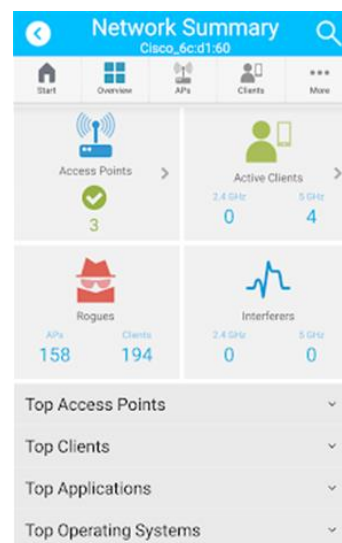 Network Summary
Cisco_6c:d1:60
Start Overview APs Clients More
Access Points
3
Active Clients
2.4 GHz 5 GHz
0 4
Rogues
APs Clients
158 194
Interferers
2.4 GHz 5 GHz
0 0
Top Access Points
Top Clients
Top Applications
Top Operating Systems